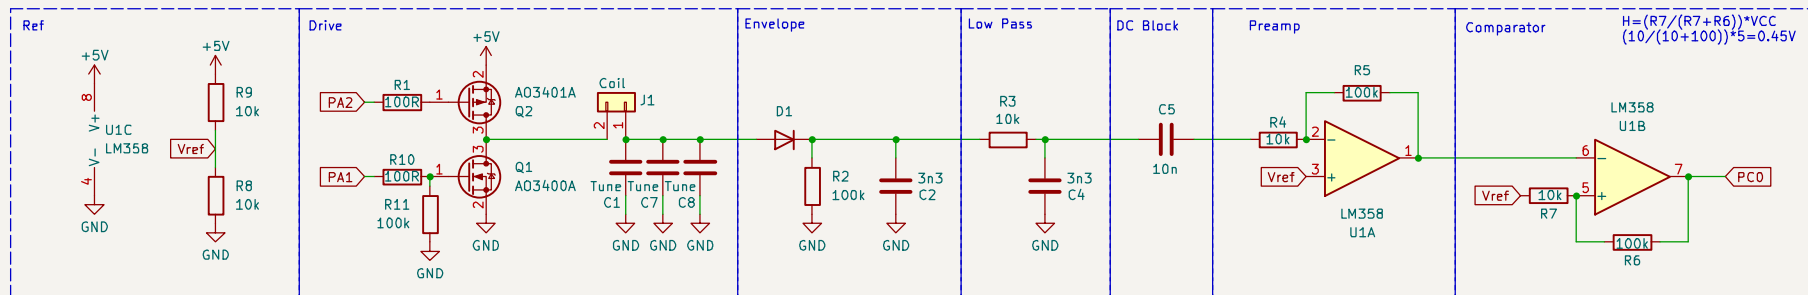 Ref
+5V
8
V+
U1C
LM358
V-
4
GND
+5V
R9
10k
Vref
R8
10k
GND
Drive
+5V
PA2
R1
100R
1
2
AO3401A
Q2
3
PA1
R10
100R
1
3
Q1
AO3400A
2
GND
R11
100k
GND
Coil
J1
2
1
Tune
C1
GND
Tune
C7
GND
Tune
C8
GND
Envelope
D1
R2
100k
GND
3n3
C2
GND
Low Pass
R3
10k
3n3
C4
GND
DC Block
C5
10n
Preamp
R5
100k
R4
10k
2
-
Vref
3
+
1
LM358
U1A
Comparator
H=(R7/(R7+R6))*VCC
(10/(10+100))*5=0.45V
LM358
U1B
6
-
7
PC0
Vref
10k
R7
5
+
100k
R6